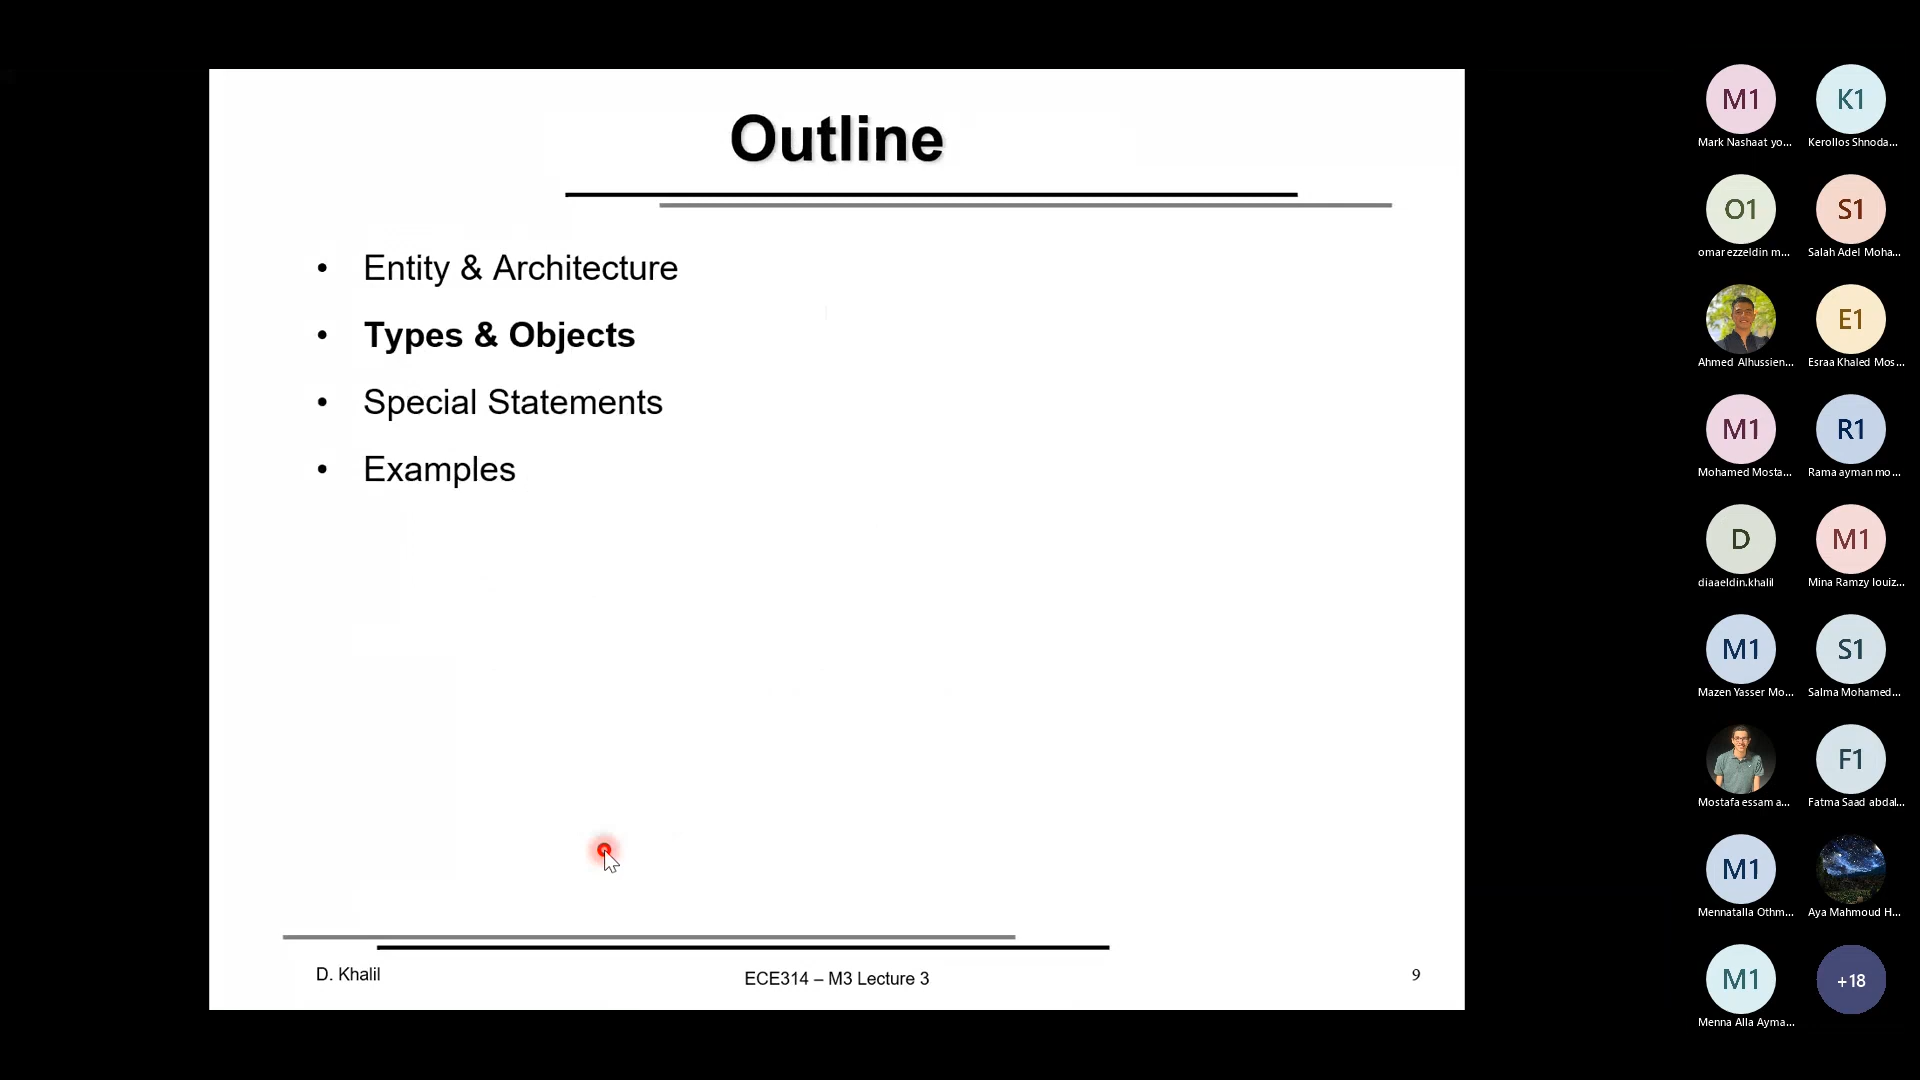 Outline
• Entity & Architecture
• Types & Objects
• Special Statements
• Examples
D. Khalil
ECE314 – M3 Lecture 3
9
M1
K1
Mark Nashaat yo...
Kerollos Shnoda...
O1
S1
omar ezzeldin m...
Salah Adel Moha...
E1
Ahmed Alhussien...
Esraa Khaled Mos...
M1
R1
Mohamed Mosta...
Rama ayman mo...
D
M1
diaaeldin.khalil
Mina Ramzy louiz...
M1
S1
Mazen Yasser Mo...
Salma Mohamed...
F1
Mostafa essam a...
Fatma Saad abdal...
M1
Mennatalla Othm...
Aya Mahmoud H...
M1
+18
Menna Alla Ayma...